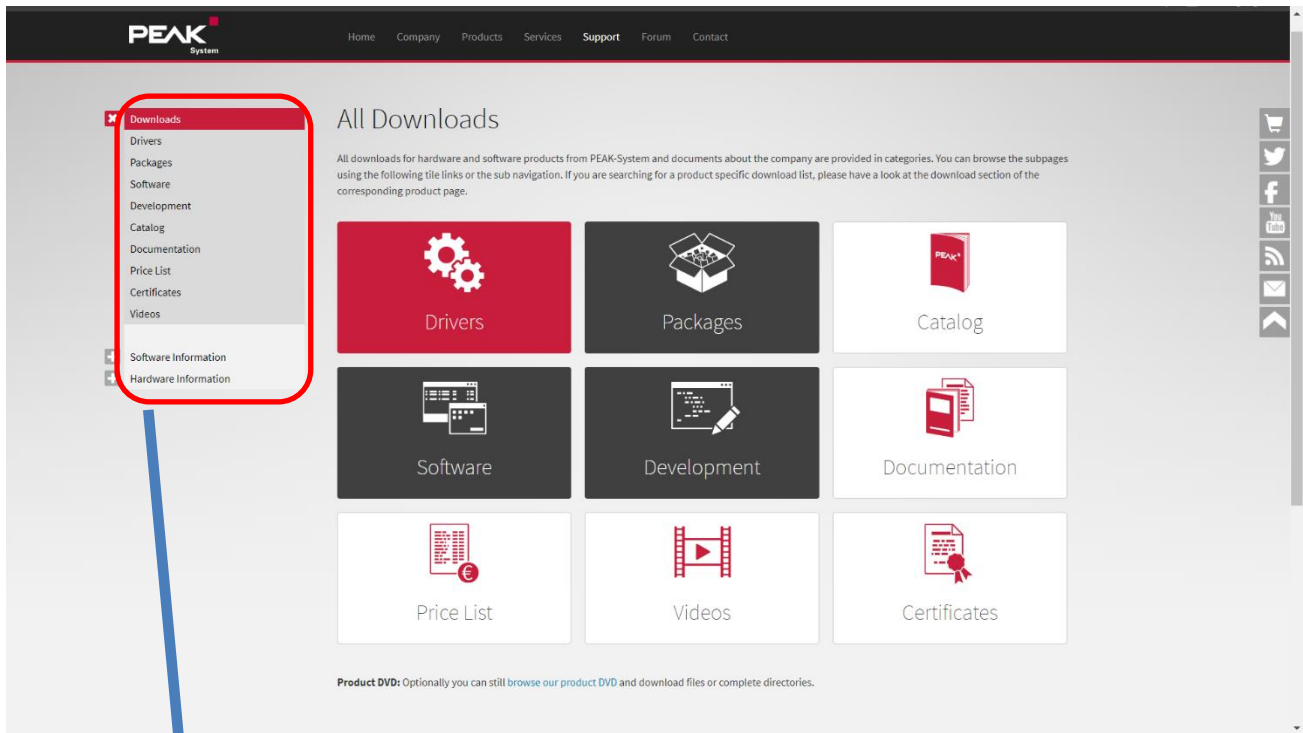 PEAK
System
Home Company Products Services Support Forum Contact
Downloads
Drivers
Packages
Software
Development
Catalog
Documentation
Price List
Certificates
Videos
Software Information
Hardware Information
All Downloads
All downloads for hardware and software products from PEAK-System and documents about the company are provided in categories. You can browse the subpages
using the following tile links or the sub navigation. If you are searching for a product specific download list, please have a look at the download section of the
corresponding product page.
Drivers
Packages
PEAK
Catalog
Software
Development
Documentation
€
Price List
Videos
Certificates
Product DVD: Optionally you can still browse our product DVD and download files or complete directories.
f
You
Tube